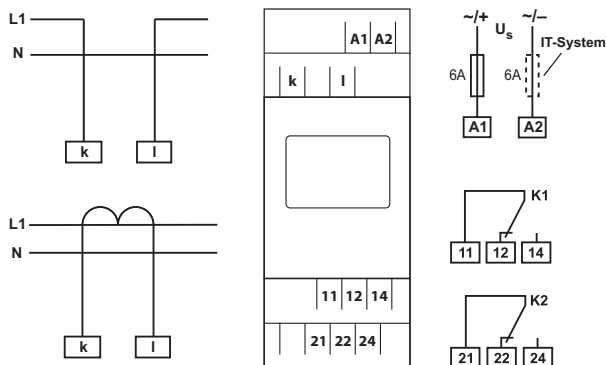 L1
N
k l
L1
N
k l
A1 A2
k l
11 12 14
21 22 24
~/+ ~/–
Us
IT-System
6A 6A
A1 A2
K1
11 12 14
K2
21 22 24